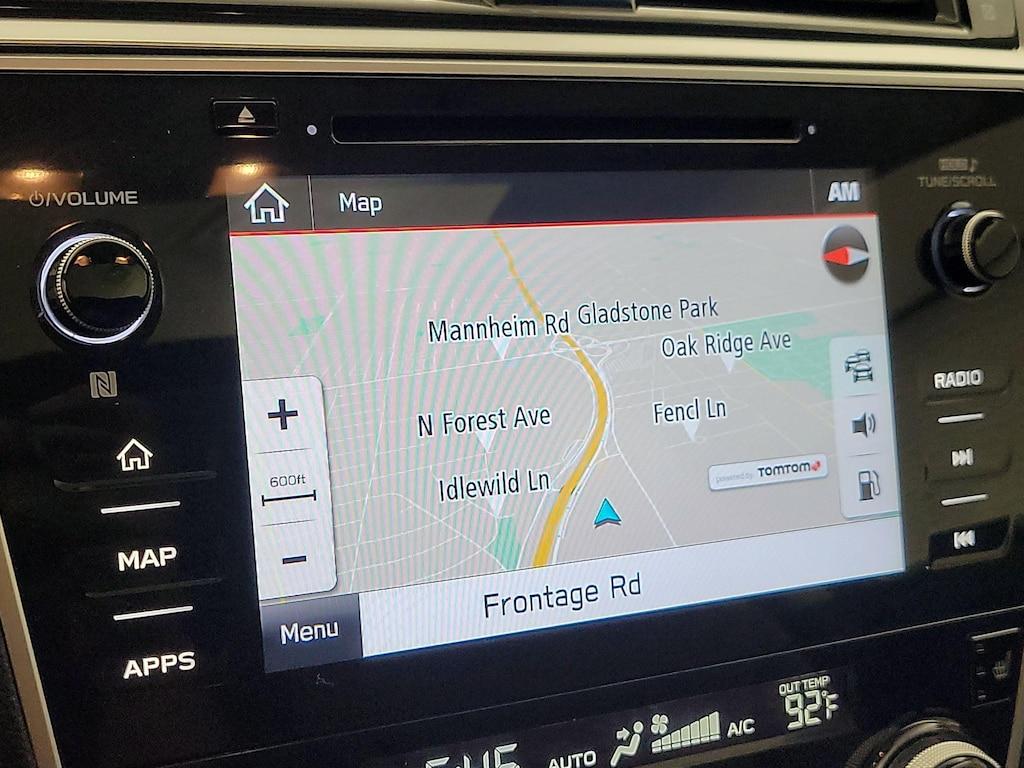 VOLUME
TUNE/SCROLL
Map
AM
Mannheim Rd
Gladstone Park
Oak Ridge Ave
N Forest Ave
Fencl Ln
Idlewild Ln
600ft
powered by TOMTOM
Frontage Rd
Menu
MAP
APPS
RADIO
AUTO
A/C
OUT TEMP
92°F